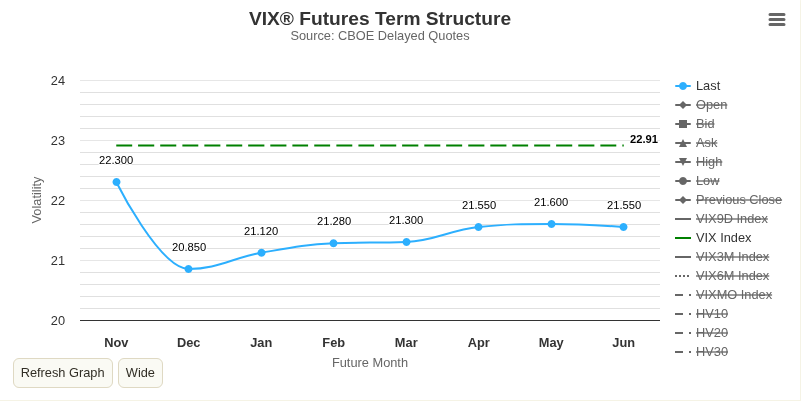 VIX® Futures Term Structure
Source: CBOE Delayed Quotes
24
23
22
21
20
Volatility
22.91
22.300
20.850
21.120
21.280
21.300
21.550
21.600
21.550
Nov Dec Jan Feb Mar Apr May Jun
Future Month
Last
Open
Bid
Ask
High
Low
Previous Close
VIX9D Index
VIX Index
VIX3M Index
VIX6M Index
VIXMO Index
HV10
HV20
HV30
Refresh Graph
Wide